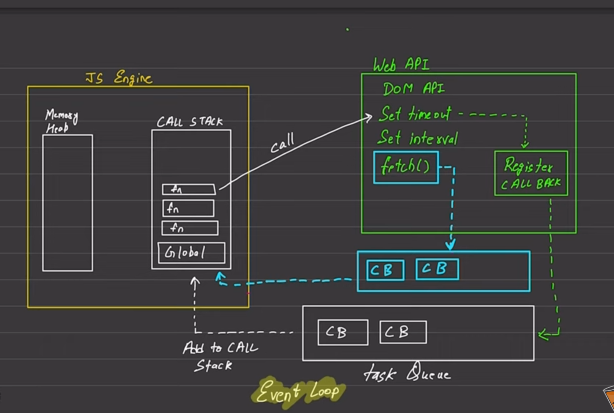 JS Engine
Memory
Heab
CALL STACK
fn
fn
fn
Global
call
Web API
DOM API
Set timeout
Set interval
fetch()
Register
CALL BACK
CB CB
CB CB
Add to CALL
Stack
Task Queue
Event Loop